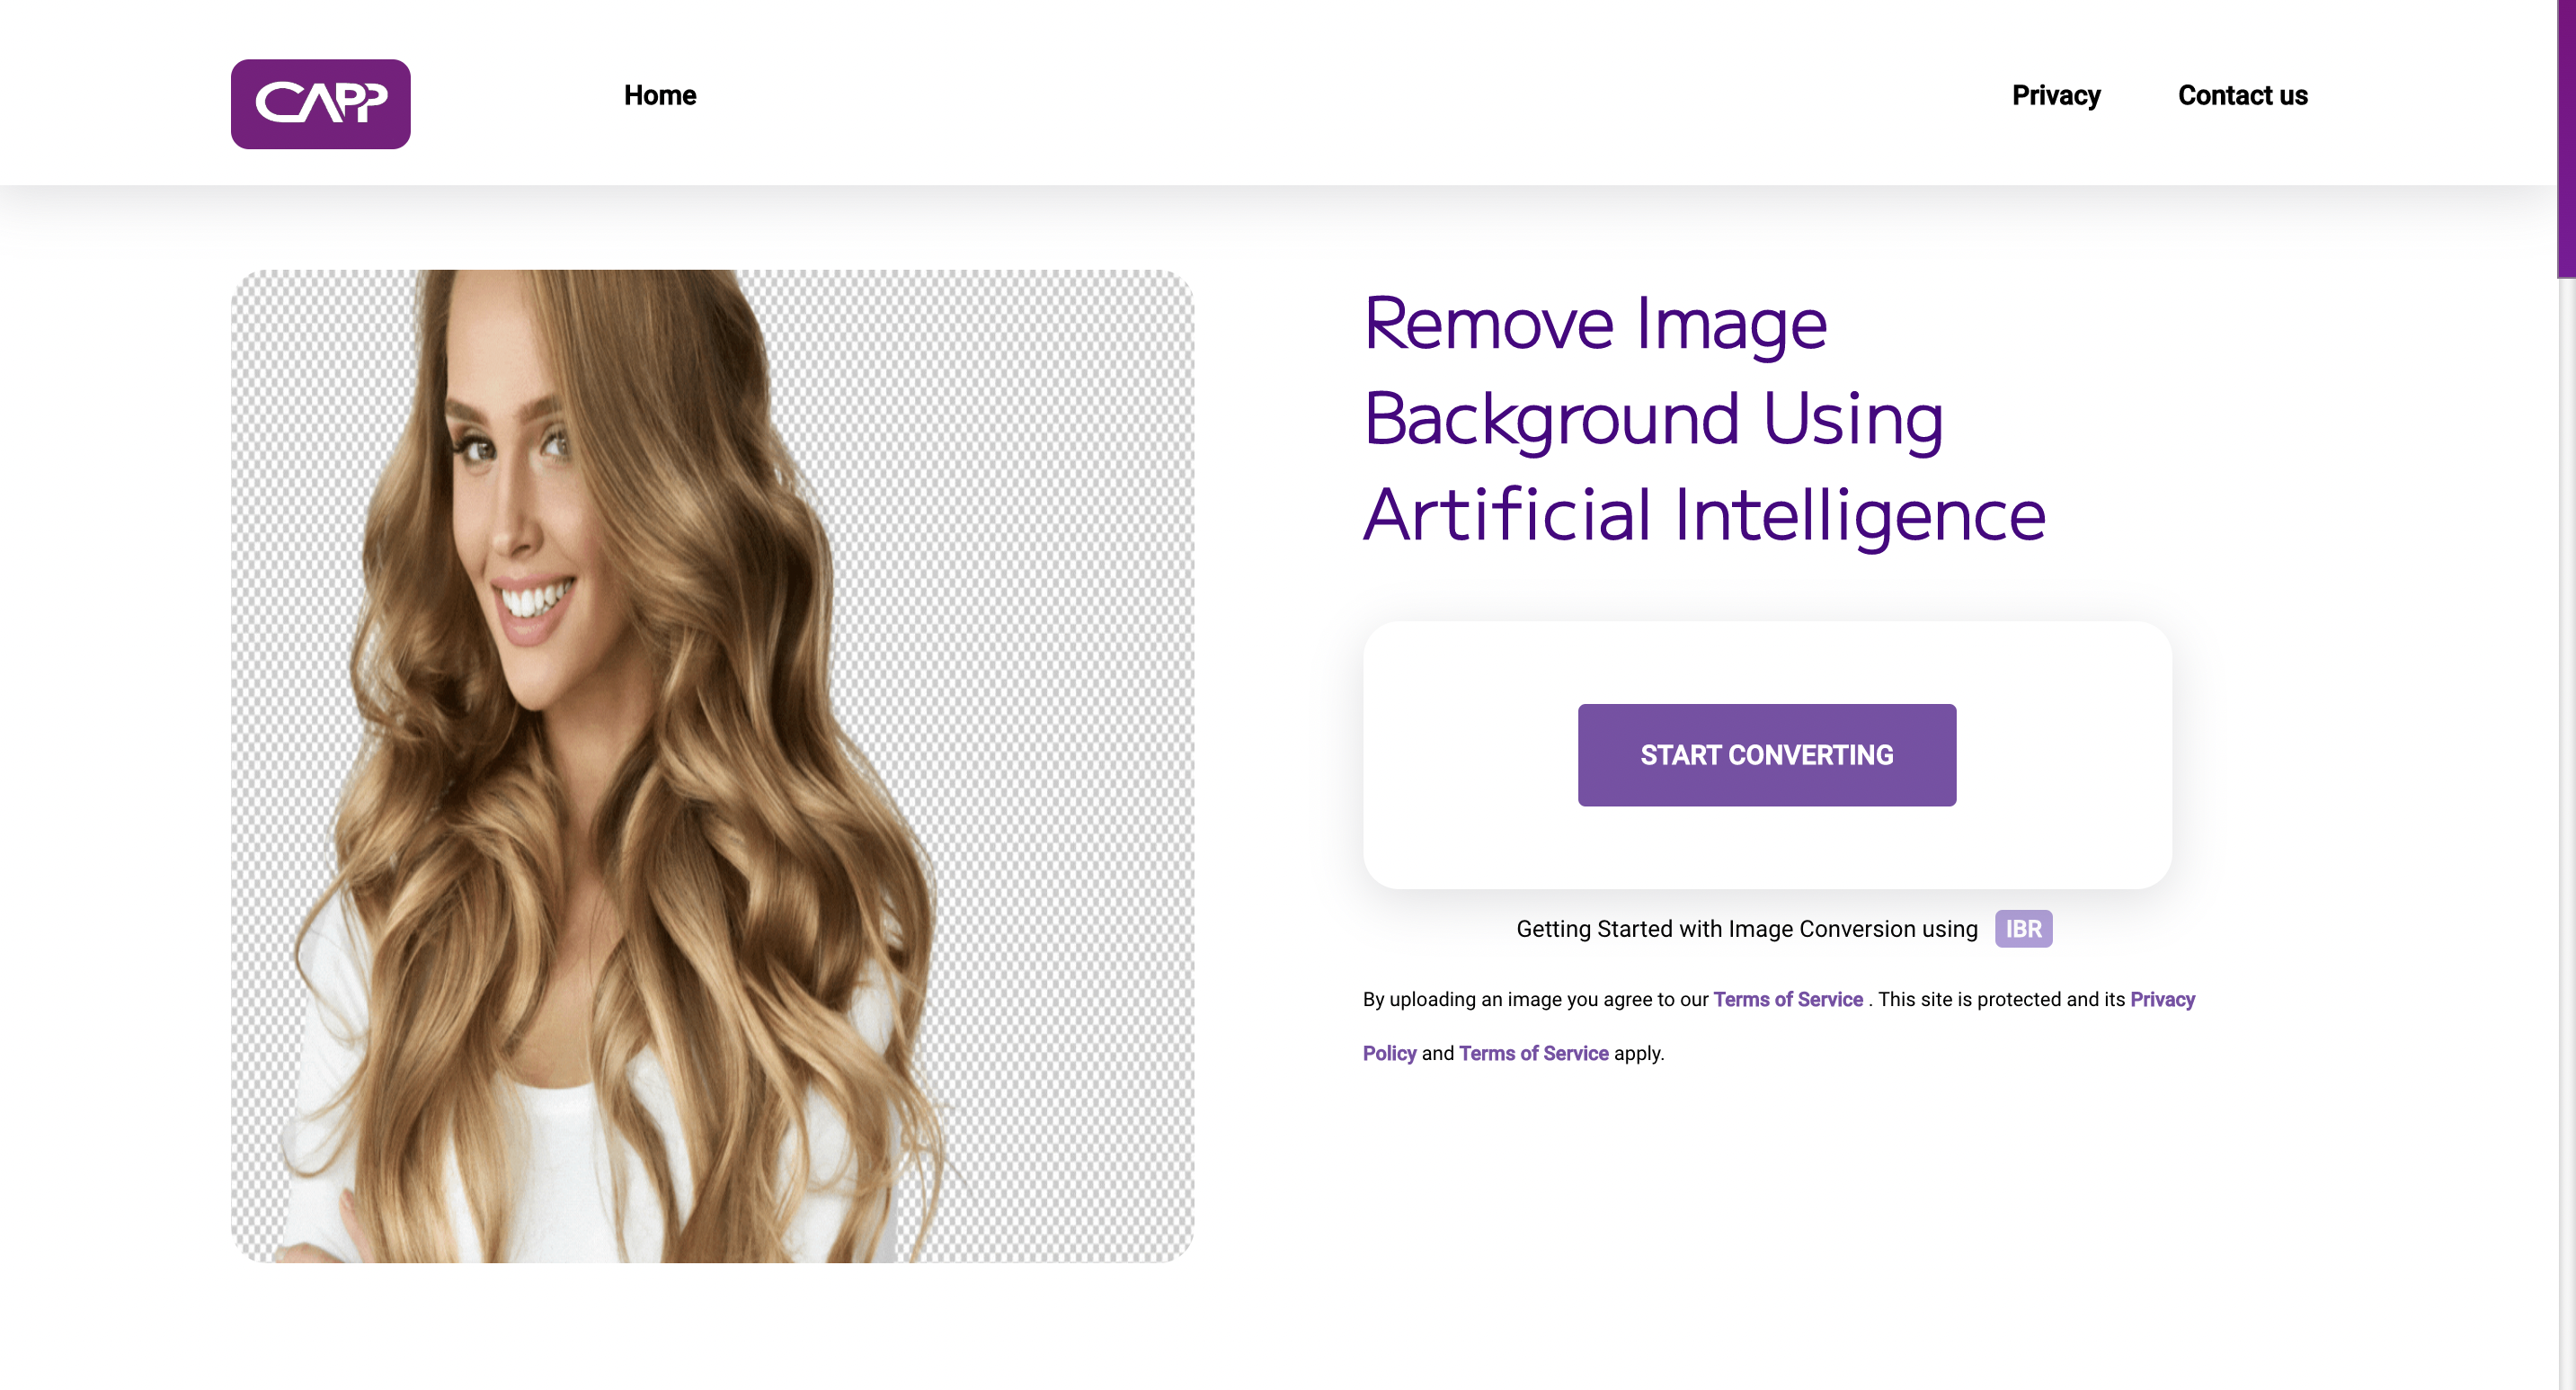 CAPP
Home
Privacy
Contact us
Remove Image
Background Using
Artificial Intelligence
START CONVERTING
Getting Started with Image Conversion using IBR
By uploading an image you agree to our Terms of Service . This site is protected and its Privacy
Policy and Terms of Service apply.